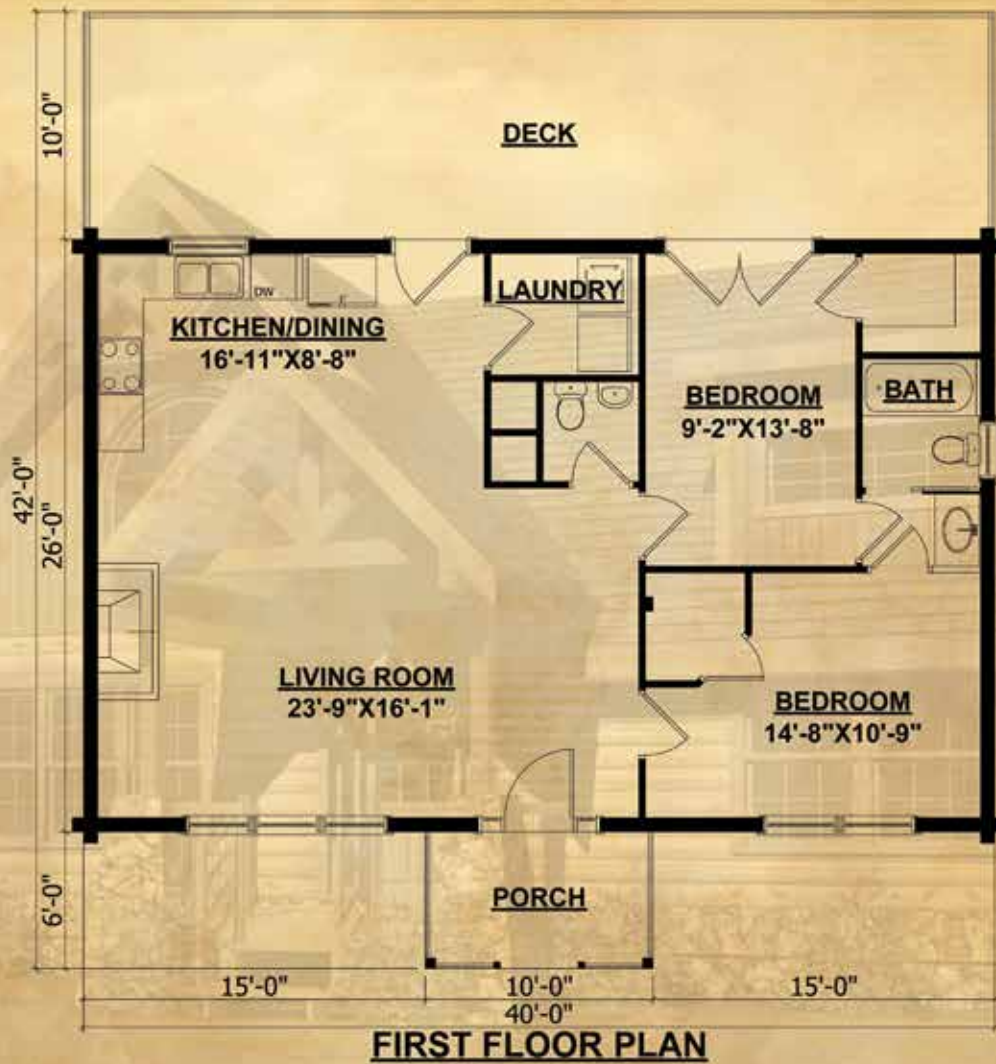 10'-0"
DECK
LAUNDRY
DW
KITCHEN/DINING
16'-11"X8'-8"
BEDROOM
9'-2"X13'-8"
BATH
42'-0"
26'-0"
LIVING ROOM
23'-9"X16'-1"
BEDROOM
14'-8"X10'-9"
6'-0"
PORCH
15'-0"
10'-0"
15'-0"
40'-0"
FIRST FLOOR PLAN